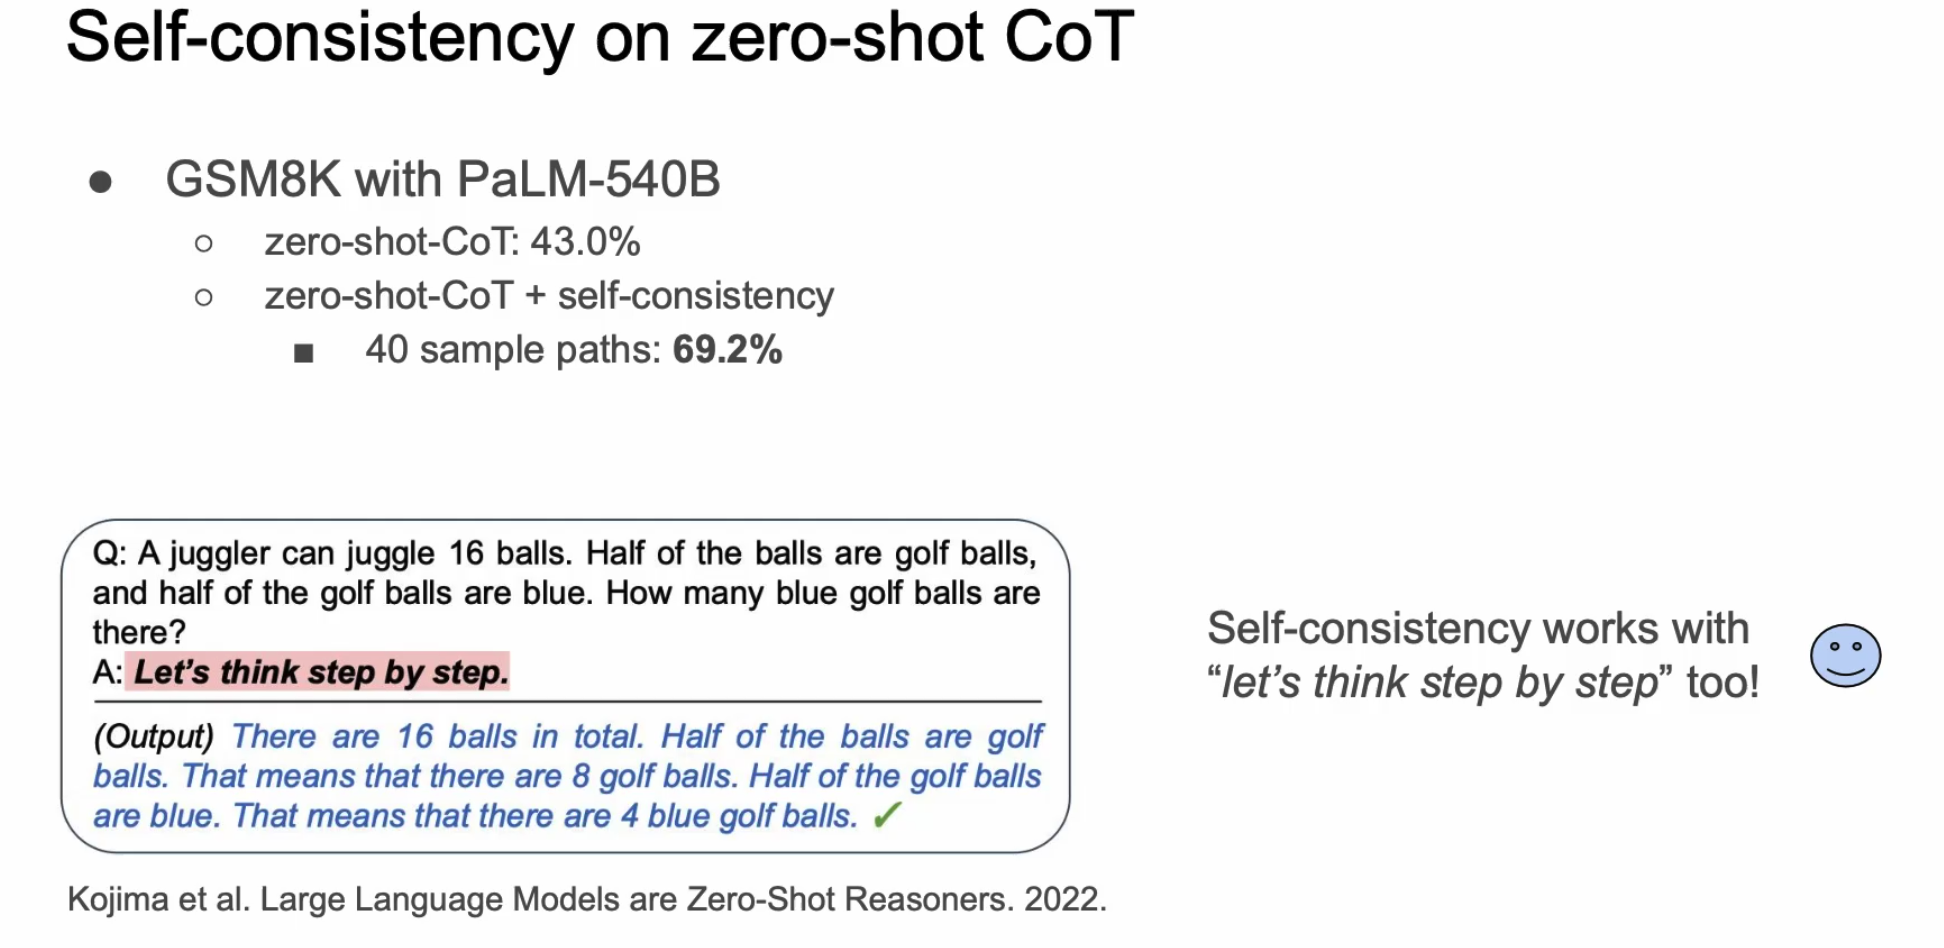 Self-consistency on zero-shot CoT
● GSM8K with PaLM-540B
○ zero-shot-CoT: 43.0%
○ zero-shot-CoT + self-consistency
■ 40 sample paths: 69.2%
Q: A juggler can juggle 16 balls. Half of the balls are golf balls,
and half of the golf balls are blue. How many blue golf balls are
there?
A: Let’s think step by step.
(Output) There are 16 balls in total. Half of the balls are golf
balls. That means that there are 8 golf balls. Half of the golf balls
are blue. That means that there are 4 blue golf balls. ✓
Self-consistency works with
“let’s think step by step” too!
Kojima et al. Large Language Models are Zero-Shot Reasoners. 2022.